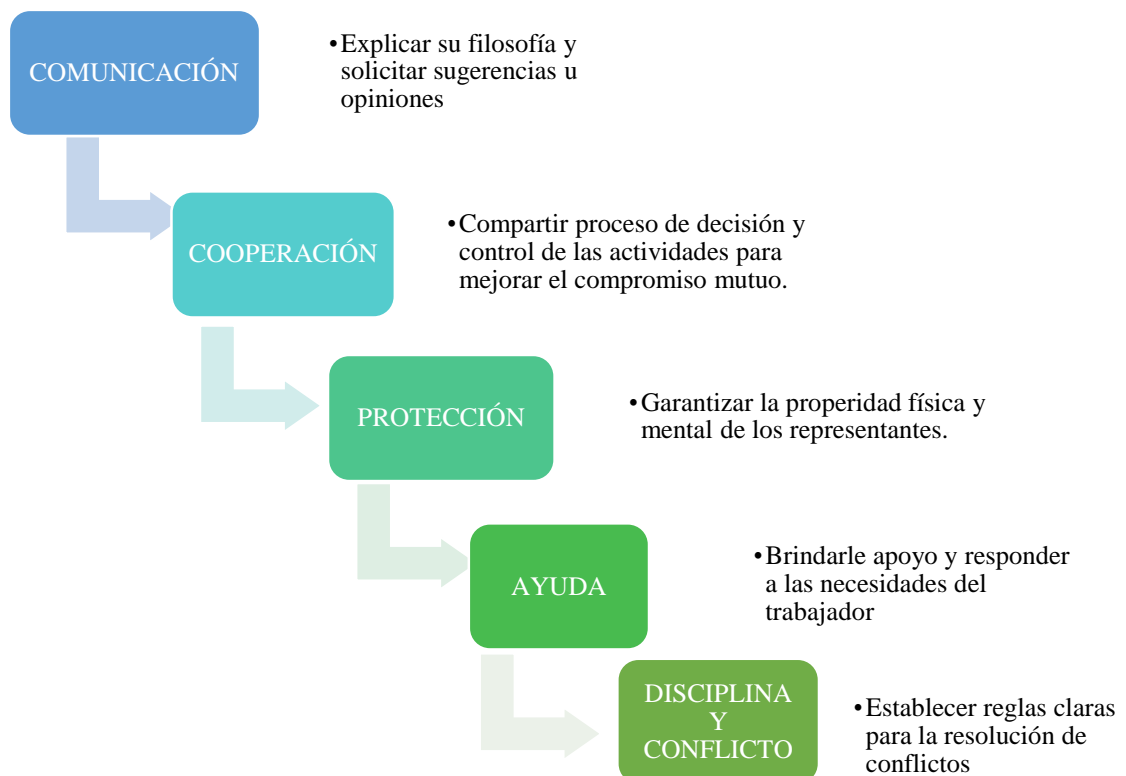 COMUNICACIÓN
•Explicar su filosofía y
solicitar sugerencias u
opiniones
COOPERACIÓN
•Compartir proceso de decisión y
control de las actividades para
mejorar el compromiso mutuo.
PROTECCIÓN
•Garantizar la properidad física y
mental de los representantes.
AYUDA
•Brindarle apoyo y responder
a las necesidades del
trabajador
DISCIPLINA
Y
CONFLICTO
•Establecer reglas claras
para la resolución de
conflictos